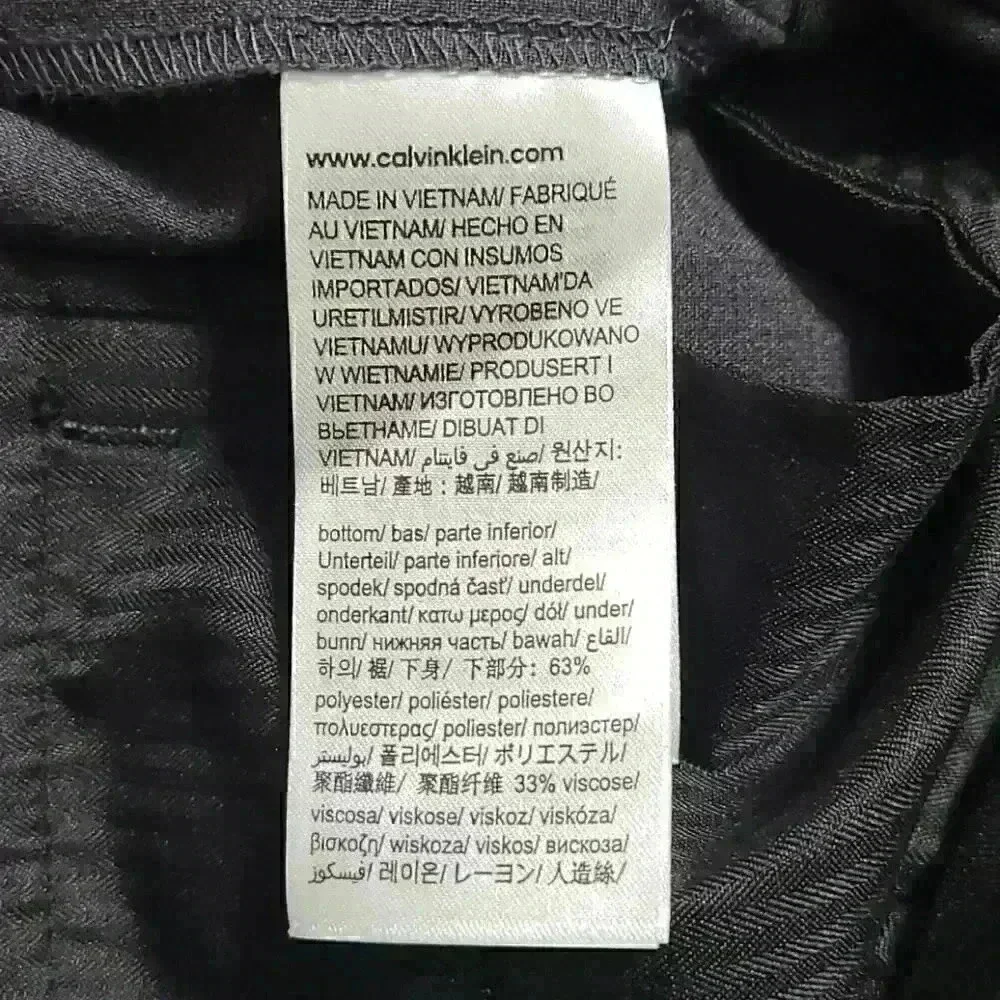 www.calvinklein.com
MADE IN VIETNAM/ FABRIQUÉ
AU VIETNAM/ HECHO EN
VIETNAM CON INSUMOS
IMPORTADOS/ VIETNAM'DA
URETILMISTIR/ VYROBENO VE
VIETNAMU/ WYPRODUKOWANO
W WIETNAMIE/ PRODUSERT I
VIETNAM/ ИЗГОТОВЛЕНО ВО
ВЬЕТНАМЕ/ DIBUAT DI
VIETNAM/ صنع في فايتنام/ 원산지:
베트남/ 產地：越南/ 越南制造/
bottom/ bas/ parte inferior/
Unterteil/ parte inferiore/ alt/
spodek/ spodná časť/ underdel/
onderkant/ κατω μερος/ dół/ under/
bunn/ нижняя часть/ bawah/ القاع/
하의/ 裾/ 下身/ 下部分: 63%
polyester/ poliéster/ poliestere/
πολυεστερας/ poliester/ полиэстер/
بوليستر/ 폴리에스터/ ポリエステル/
聚酯纖維/ 聚酯纤维 33% viscose/
viscosa/ viskose/ viskoz/ viskóza/
βισκοζη/ wiskoza/ viskos/ вискоза/
فيسكوز/ 레이온/ レーヨン/ 人造絲/